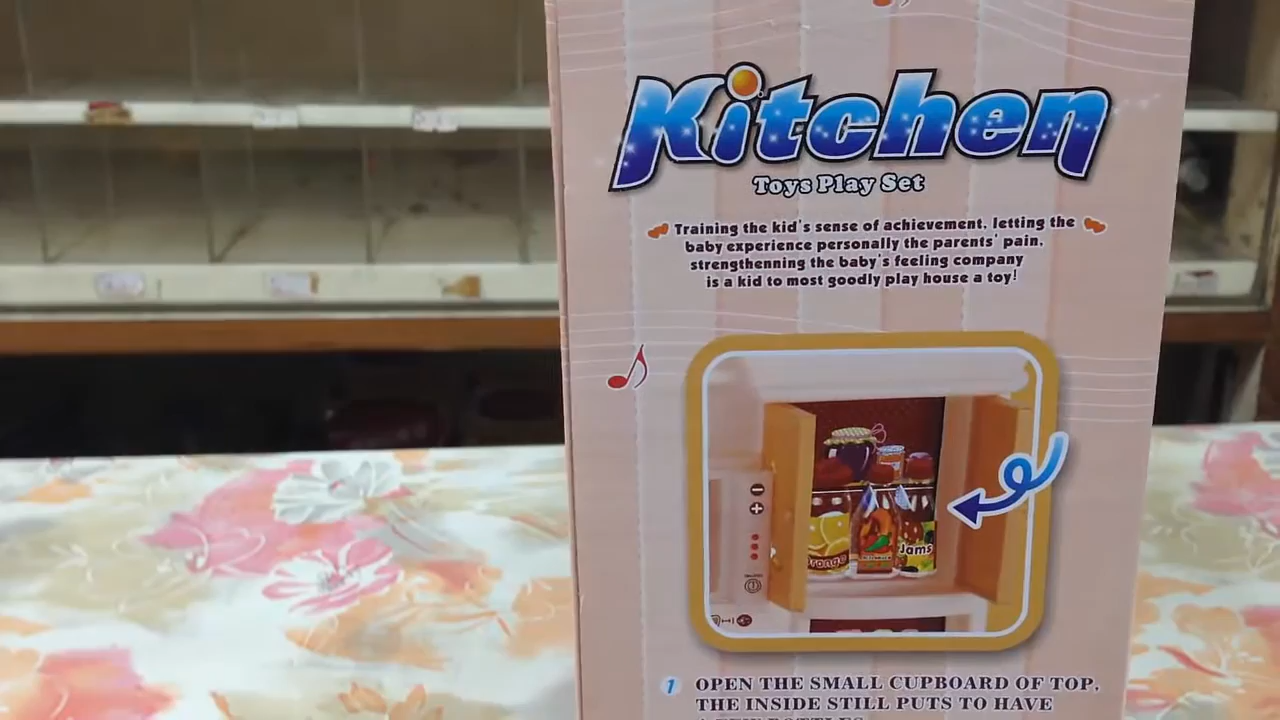 Kitchen
Toys Play Set
Training the kid's sense of achievement, letting the
baby experience personally the parents' pain,
strengthenning the baby's feeling company
is a kid to most goodly play house a toy!
Orange
Jams
1 OPEN THE SMALL CUPBOARD OF TOP,
THE INSIDE STILL PUTS TO HAVE